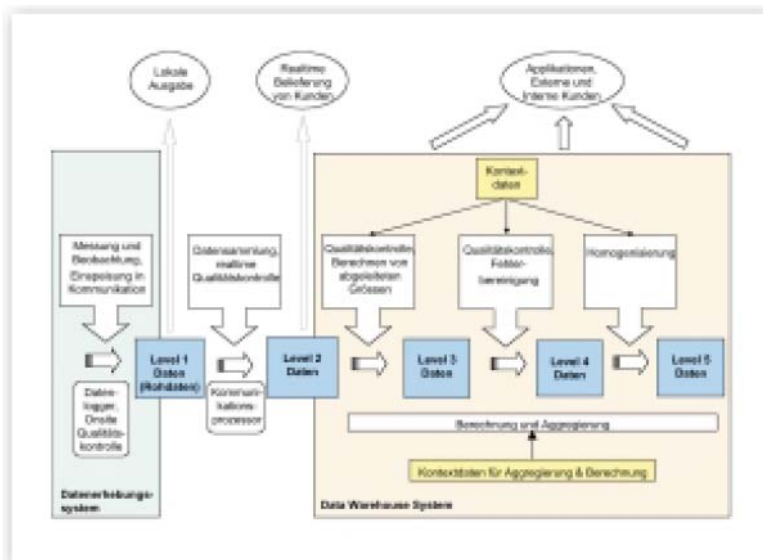 Lokale
Ausgabe
Realtime
Belieferung
von Kunden
Applikationen,
Externe und
Interne Kunden
Kontext-
daten
Messung und
Beobachtung,
Einspeisung in
Kommunikation
Datensammlung,
realtime
Qualitätskontrolle
Qualitätskontrolle,
Berechnen von
abgeleiteten
Grössen
Qualitätskontrolle,
Fehler-
bereinigung
Homogenisierung
Level 1
Daten
(Rohdaten)
Level 2
Daten
Level 3
Daten
Level 4
Daten
Level 5
Daten
Daten-
logger,
Onsite
Qualitäts-
kontrolle
Kommuni-
kations-
prozessor
Berechnung und Aggregierung
Kontextdaten für Aggregierung & Berechnung
Datenerhebungs-
system
Data Warehouse System